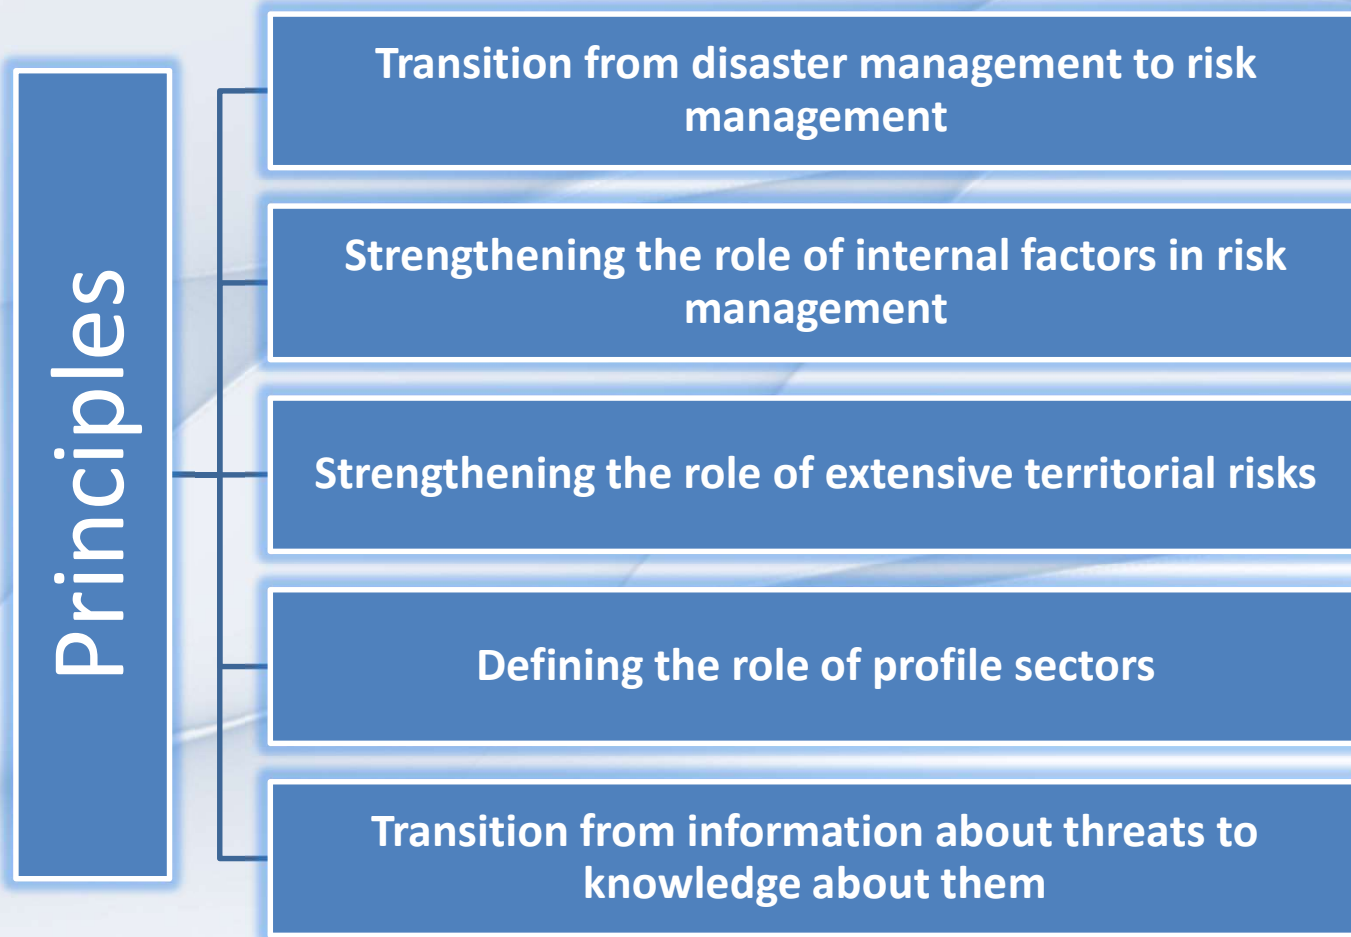 Principles
Transition from disaster management to risk
management
Strengthening the role of internal factors in risk
management
Strengthening the role of extensive territorial risks
Defining the role of profile sectors
Transition from information about threats to
knowledge about them